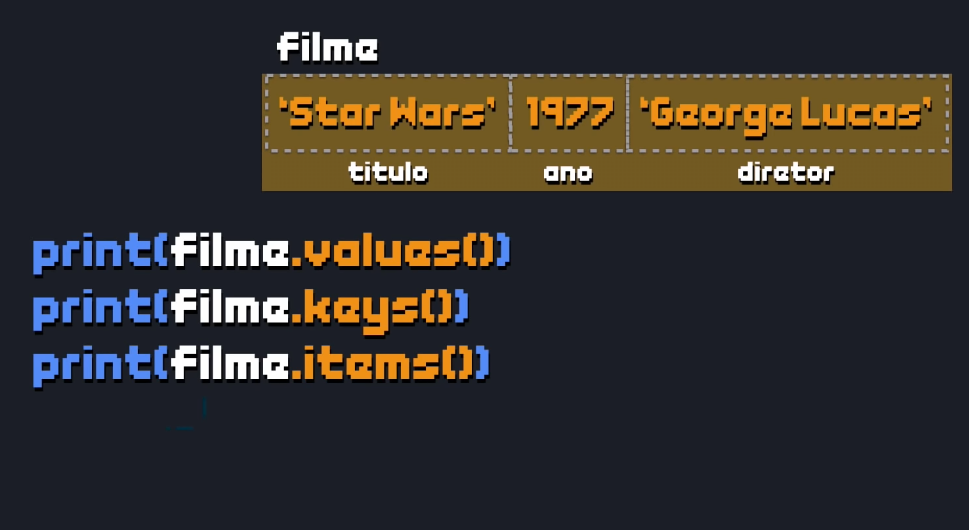 filme
'Star Wars' 1977 'George Lucas'
titulo ano diretor
print(filme.values())
print(filme.keys())
print(filme.items())